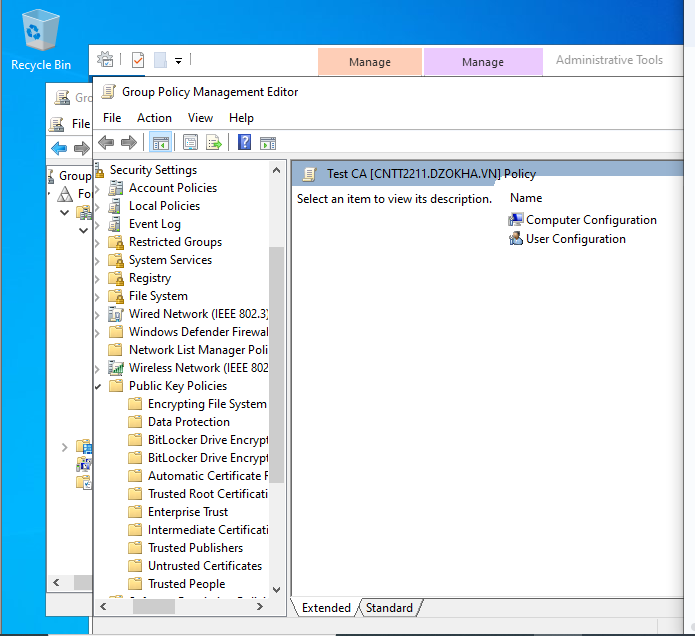 Recycle Bin
Manage
Manage
Administrative Tools
Gro
Group Policy Management Editor
File
File
Action
View
Help
Group
Fo
Security Settings
Account Policies
Local Policies
Event Log
Restricted Groups
System Services
Registry
File System
Wired Network (IEEE 802.3)
Windows Defender Firewal
Network List Manager Poli
Wireless Network (IEEE 802
Public Key Policies
Encrypting File System
Data Protection
BitLocker Drive Encrypt
BitLocker Drive Encrypt
Automatic Certificate R
Trusted Root Certificati
Enterprise Trust
Intermediate Certificati
Trusted Publishers
Untrusted Certificates
Trusted People
Test CA [CNTT2211.DZOKHA.VN] Policy
Select an item to view its description.
Name
Computer Configuration
User Configuration
Extended
Standard